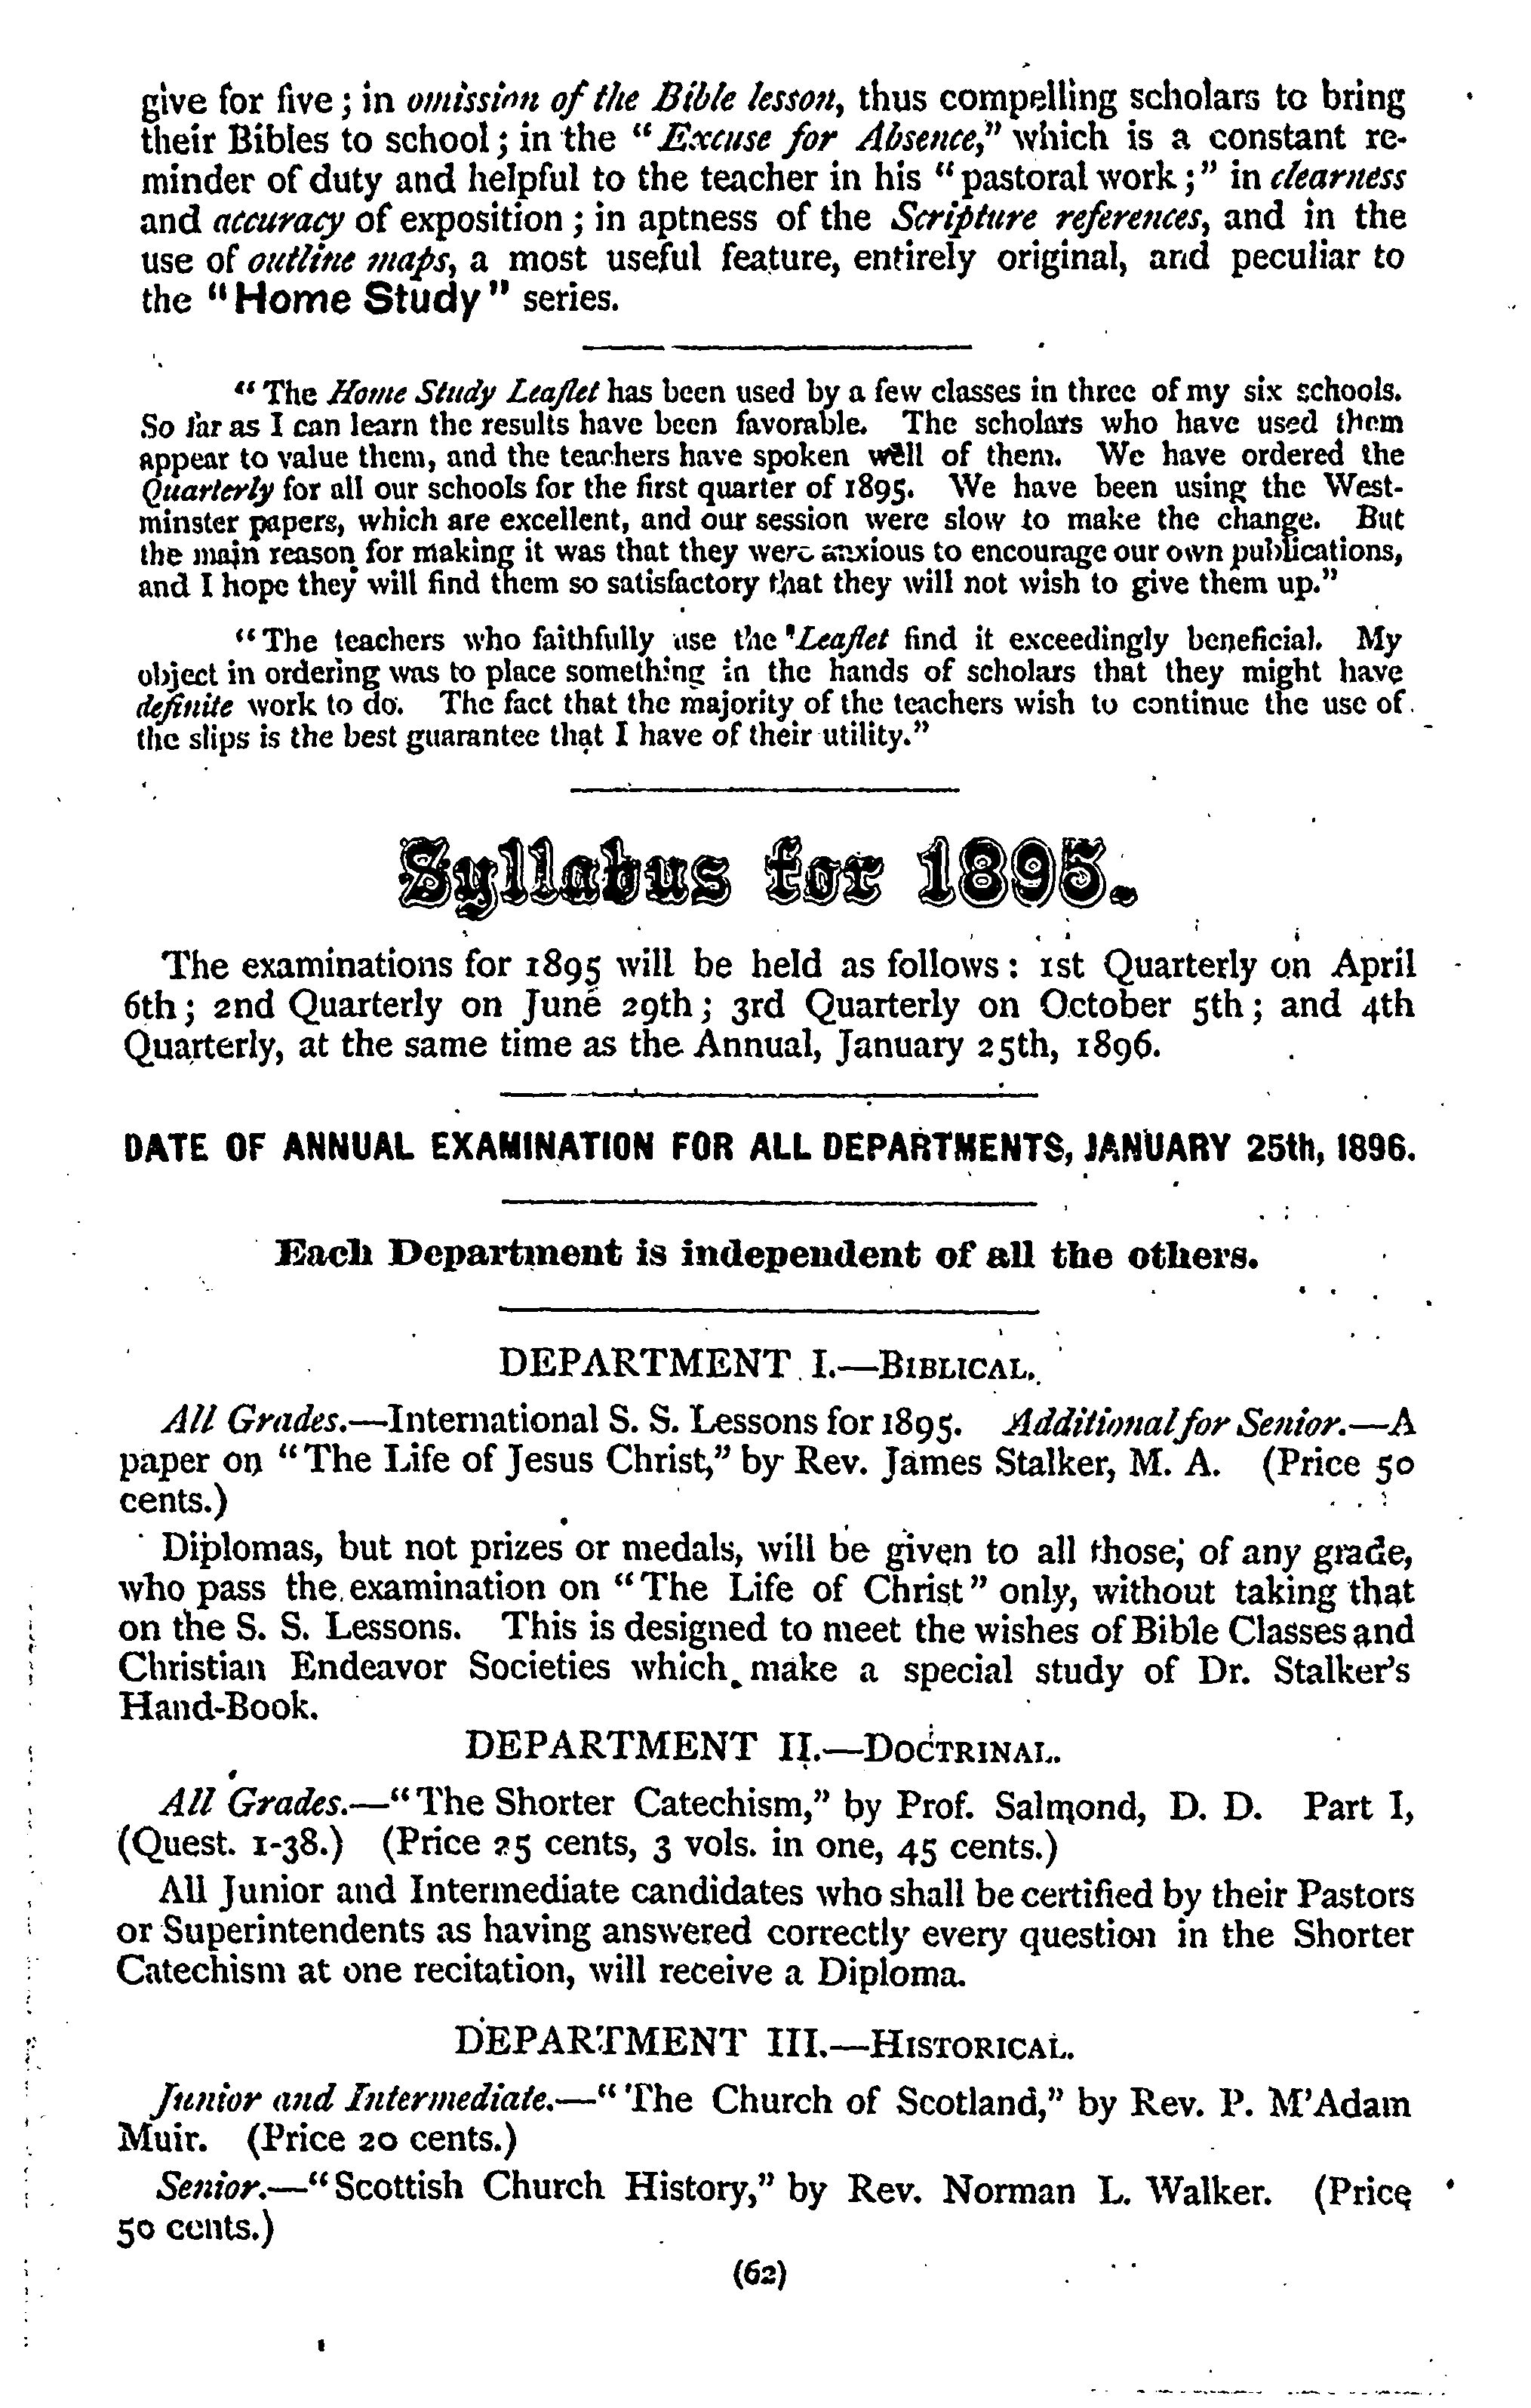 give for five; in omission of the Bible lesson, thus compelling scholars to bring
their Bibles to school; in the "Excuse for Absence," which is a constant re-
minder of duty and helpful to the teacher in his "pastoral work;" in clearness
and accuracy of exposition; in aptness of the Scripture references, and in the
use of outline maps, a most useful feature, entirely original, and peculiar to
the "Home Study" series.
"The Home Study Leaflet has been used by a few classes in three of my six schools.
So far as I can learn the results have been favorable. The scholars who have used them
appear to value them, and the teachers have spoken well of them. We have ordered the
Quarterly for all our schools for the first quarter of 1895. We have been using the West-
minster papers, which are excellent, and our session were slow to make the change. But
the main reason for making it was that they were anxious to encourage our own publications,
and I hope they will find them so satisfactory that they will not wish to give them up."
"The teachers who faithfully use the Leaflet find it exceedingly beneficial. My
object in ordering was to place something in the hands of scholars that they might have
definite work to do. The fact that the majority of the teachers wish to continue the use of
the slips is the best guarantee that I have of their utility."
Syllabus for 1895.
The examinations for 1895 will be held as follows: 1st Quarterly on April
6th; 2nd Quarterly on June 29th; 3rd Quarterly on October 5th; and 4th
Quarterly, at the same time as the Annual, January 25th, 1896.
DATE OF ANNUAL EXAMINATION FOR ALL DEPARTMENTS, JANUARY 25th, 1896.
Each Department is independent of all the others.
DEPARTMENT I.—BIBLICAL.
All Grades.—International S. S. Lessons for 1895. Additional for Senior.—A
paper on "The Life of Jesus Christ," by Rev. James Stalker, M. A. (Price 50
cents.)
Diplomas, but not prizes or medals, will be given to all those, of any grade,
who pass the examination on "The Life of Christ" only, without taking that
on the S. S. Lessons. This is designed to meet the wishes of Bible Classes and
Christian Endeavor Societies which make a special study of Dr. Stalker's
Hand-Book.
DEPARTMENT II.—DOCTRINAL.
All Grades.—"The Shorter Catechism," by Prof. Salmond, D. D. Part I,
(Quest. 1-38.) (Price 25 cents, 3 vols. in one, 45 cents.)
All Junior and Intermediate candidates who shall be certified by their Pastors
or Superintendents as having answered correctly every question in the Shorter
Catechism at one recitation, will receive a Diploma.
DEPARTMENT III.—HISTORICAL.
Junior and Intermediate.—"The Church of Scotland," by Rev. P. M'Adam
Muir. (Price 20 cents.)
Senior.—"Scottish Church History," by Rev. Norman L. Walker. (Price
50 cents.)
(62)